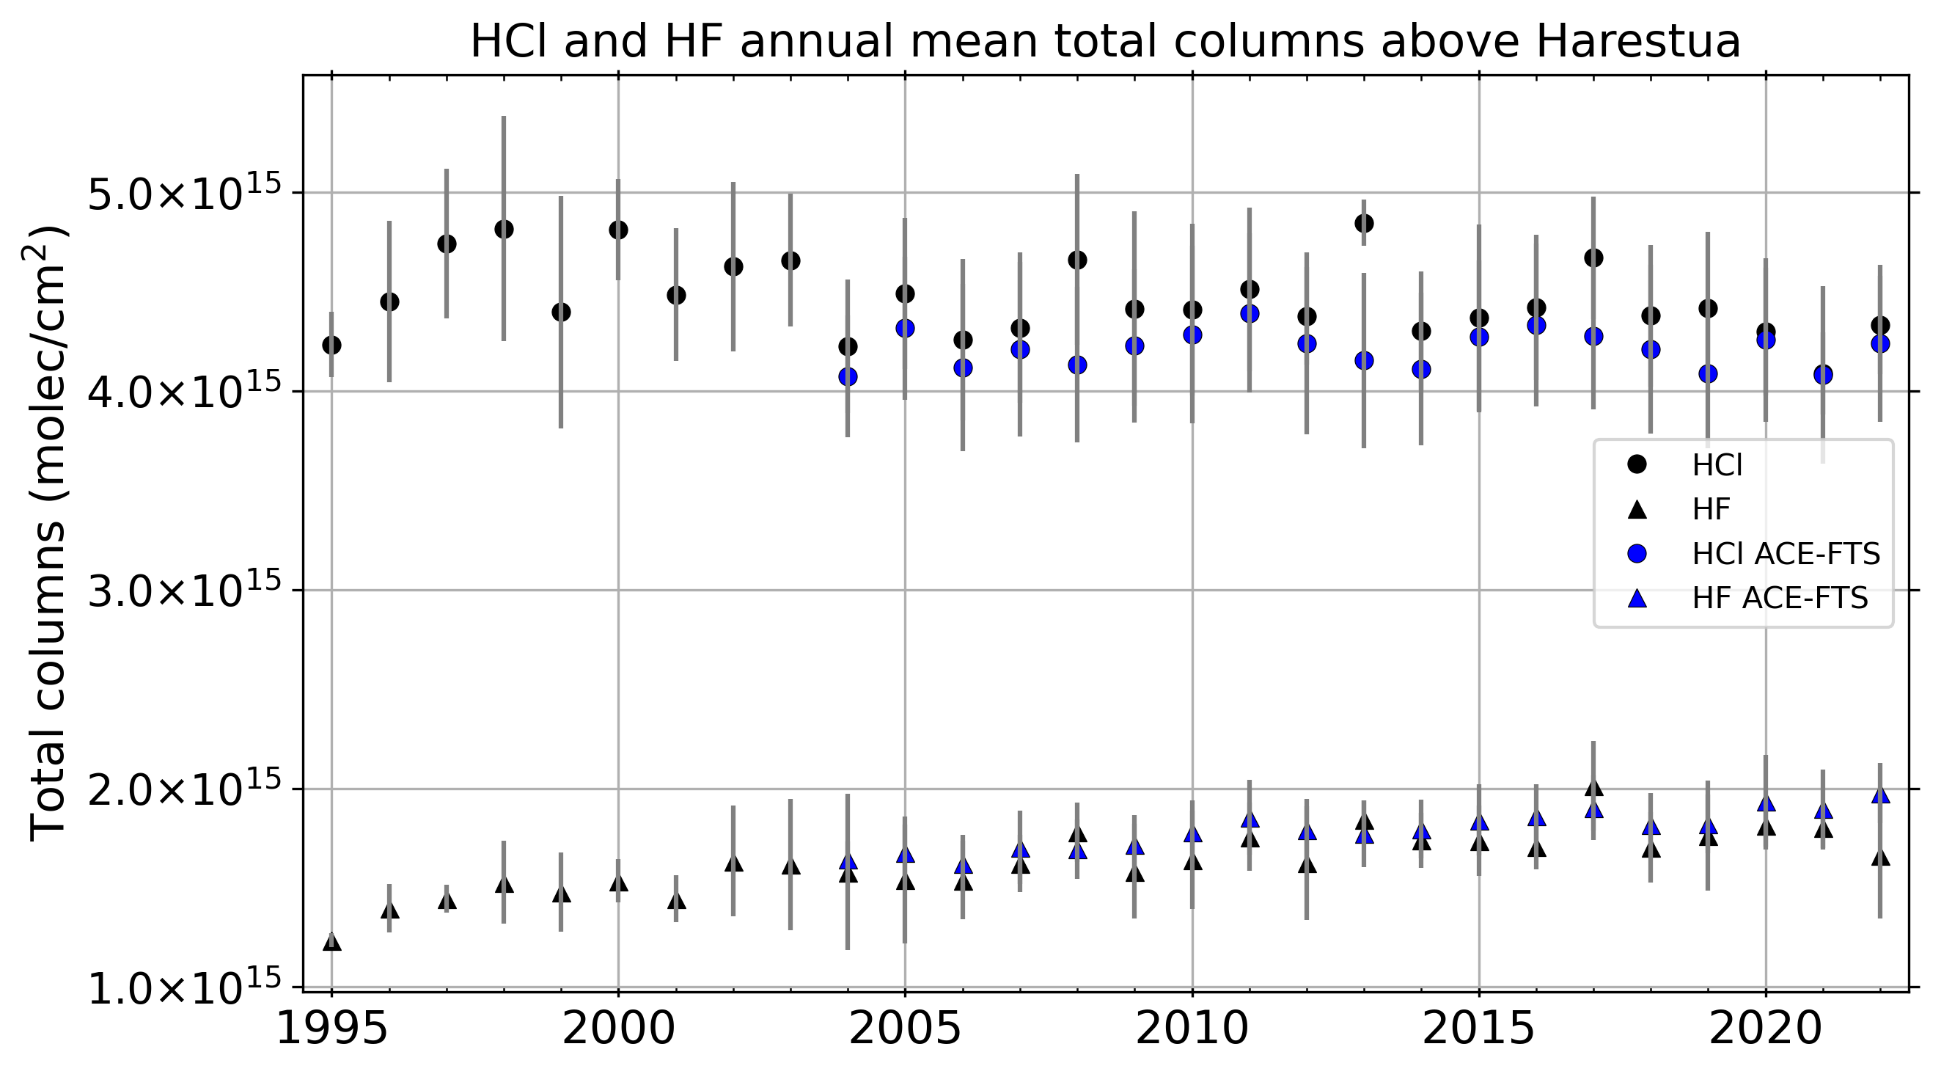 HCl and HF annual mean total columns above Harestua
Total columns (molec/cm²)
5.0×10¹⁵
4.0×10¹⁵
3.0×10¹⁵
2.0×10¹⁵
1.0×10¹⁵
HCl
HF
HCl ACE-FTS
HF ACE-FTS
1995 2000 2005 2010 2015 2020